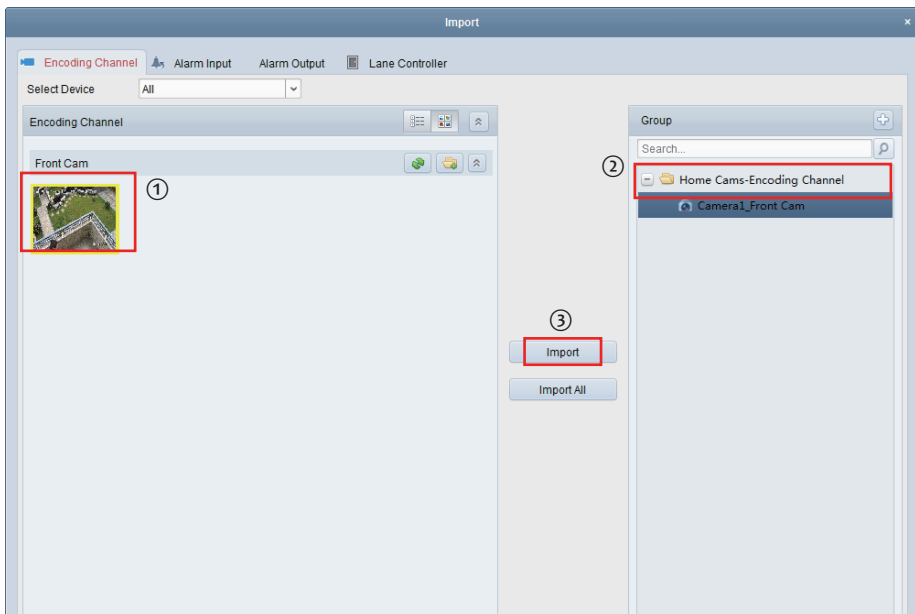 Import
Encoding Channel Alarm Input Alarm Output Lane Controller
Select Device All
Encoding Channel
Group
Search...
Front Cam
①
②
Home Cams-Encoding Channel
Camera1_Front Cam
③
Import
Import All